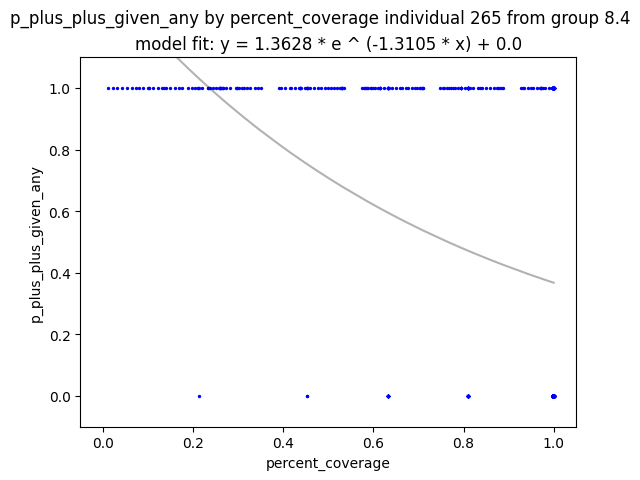 p_plus_plus_given_any by percent_coverage individual 265 from group 8.4
model fit: y = 1.3628 * e ^ (-1.3105 * x) + 0.0
1.0
0.8
0.6
0.4
0.2
0.0
p_plus_plus_given_any
0.0 0.2 0.4 0.6 0.8 1.0
percent_coverage